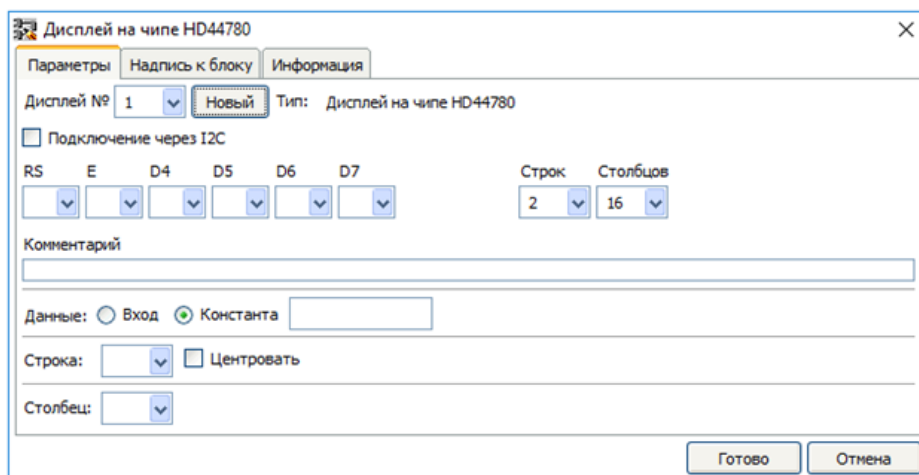 Дисплей на чипе HD44780
Параметры Надпись к блоку Информация
Дисплей № 1 Новый Тип: Дисплей на чипе HD44780
Подключение через I2C
RS E D4 D5 D6 D7 Строк Столбцов
2 16
Комментарий
Данные: Вход Константа
Строка: Центровать
Столбец:
Готово Отмена